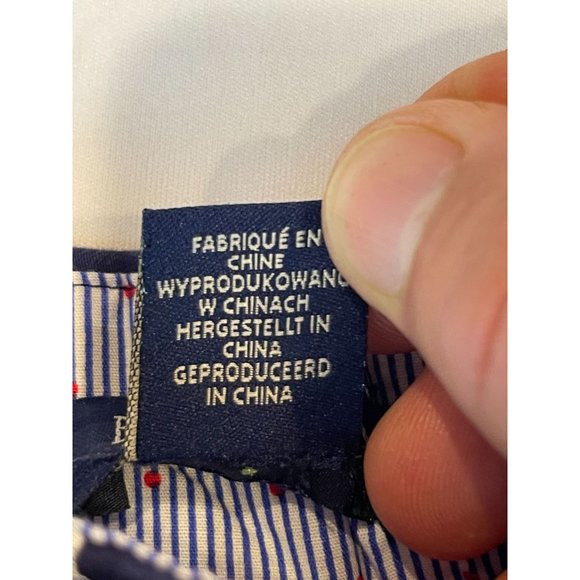 FABRIQUÉ EN
CHINE
WYPRODUKOWANO
W CHINACH
HERGESTELLT IN
CHINA
GEPRODUCEERD
IN CHINA